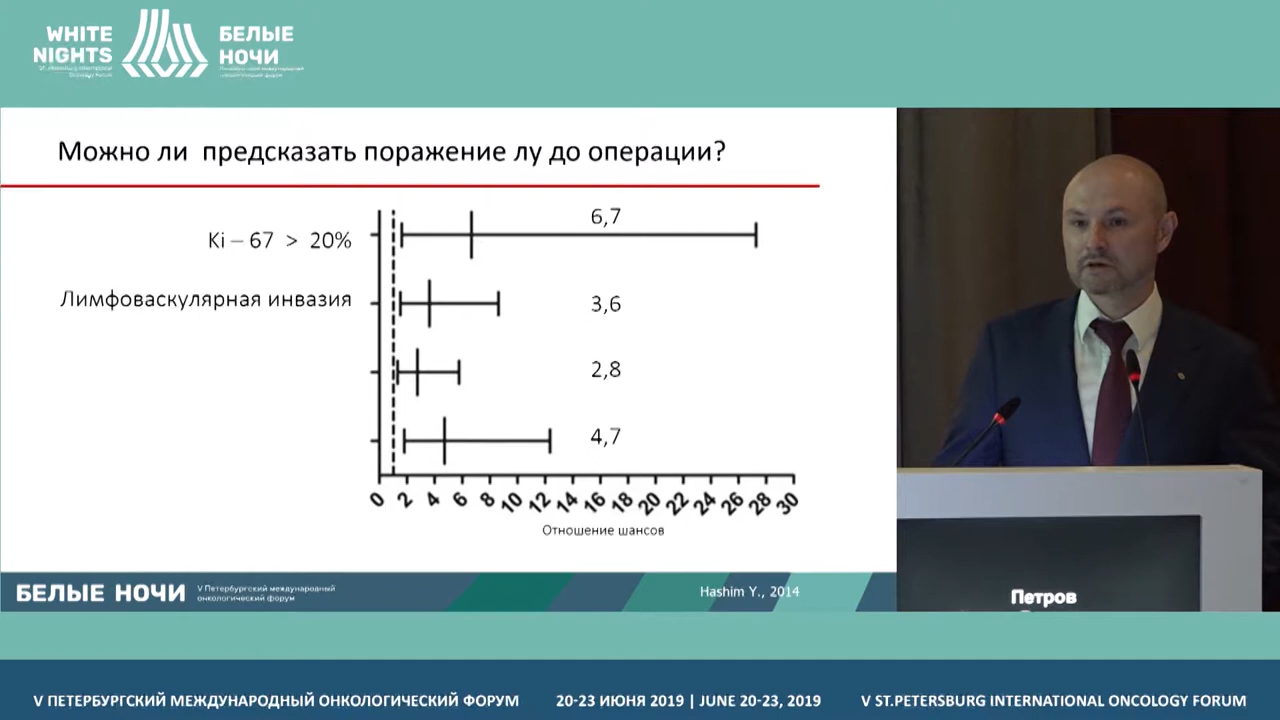 WHITE
NIGHTS
БЕЛЫЕ
НОЧИ
Можно ли предсказать поражение лу до операции?
Ki – 67 > 20%
6,7
Лимфоваскулярная инвазия
3,6
2,8
4,7
0 2 4 6 8 10 12 14 16 18 20 22 24 26 28 30
Отношение шансов
БЕЛЫЕ НОЧИ
V Петербургский международный
онкологический форум
Hashim Y., 2014
Петров
V ПЕТЕРБУРГСКИЙ МЕЖДУНАРОДНЫЙ ОНКОЛОГИЧЕСКИЙ ФОРУМ
20-23 ИЮНЯ 2019 | JUNE 20-23, 2019
V ST.PETERSBURG INTERNATIONAL ONCOLOGY FORUM